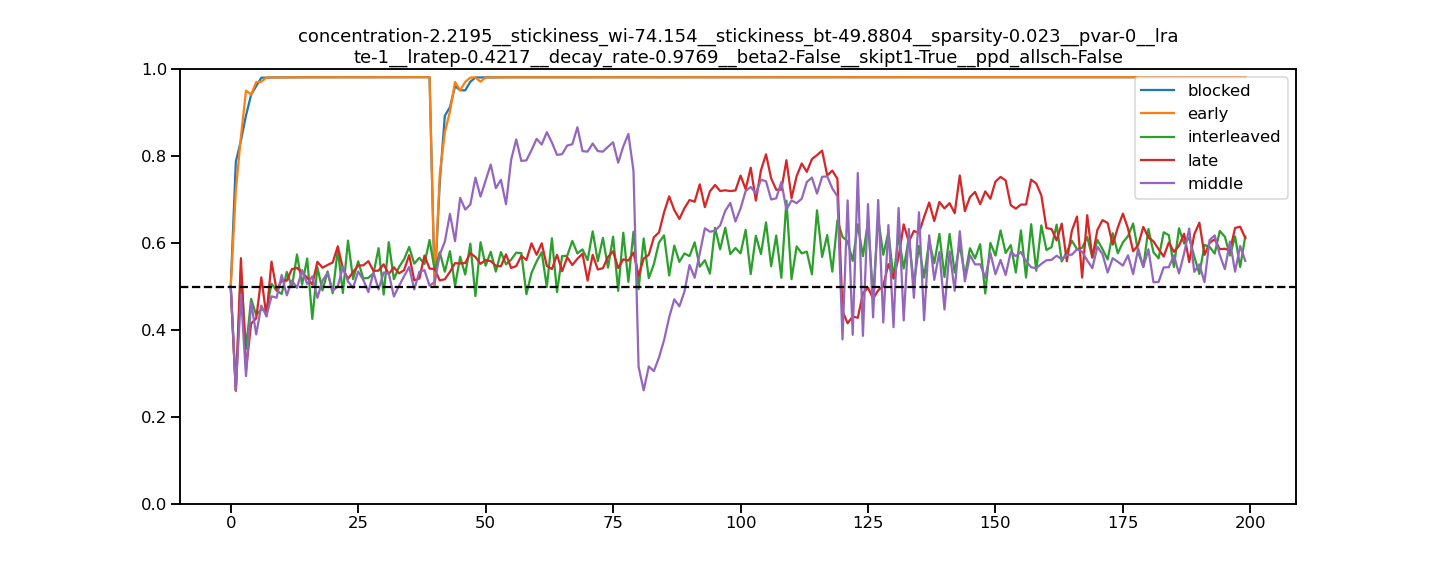 concentration-2.2195__stickiness_wi-74.154__stickiness_bt-49.8804__sparsity-0.023__pvar-0__lra
te-1__lratep-0.4217__decay_rate-0.9769__beta2-False__skipt1-True__ppd_allsch-False
1.0
0.8
0.6
0.4
0.2
0.0
blocked
early
interleaved
late
middle
0 25 50 75 100 125 150 175 200